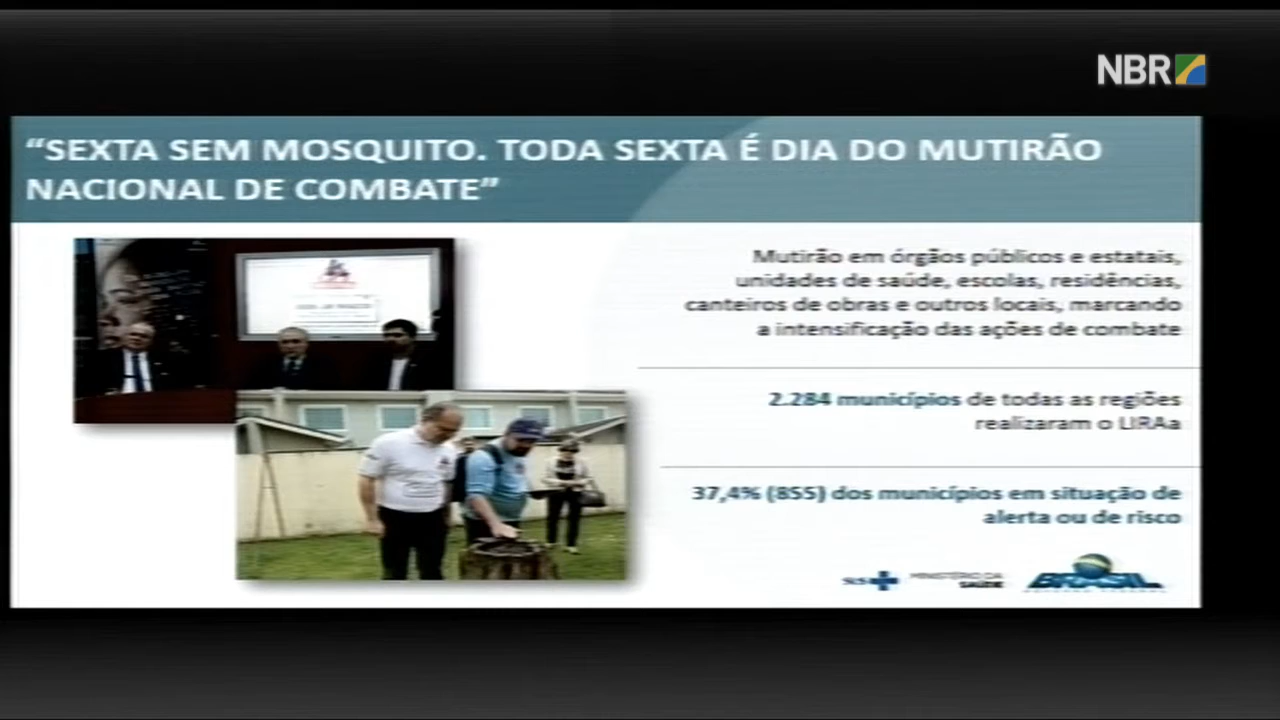 NBR
“SEXTA SEM MOSQUITO. TODA SEXTA É DIA DO MUTIRÃO
NACIONAL DE COMBATE”
Mutirão em órgãos públicos e estatais,
unidades de saúde, escolas, residências,
canteiros de obras e outros locais, marcando
a intensificação das ações de combate
2.284 municípios de todas as regiões
realizaram o LIRAa
37,4% (855) dos municípios em situação de
alerta ou de risco
SUS
MINISTÉRIO DA
SAÚDE
BRASIL
GOVERNO FEDERAL